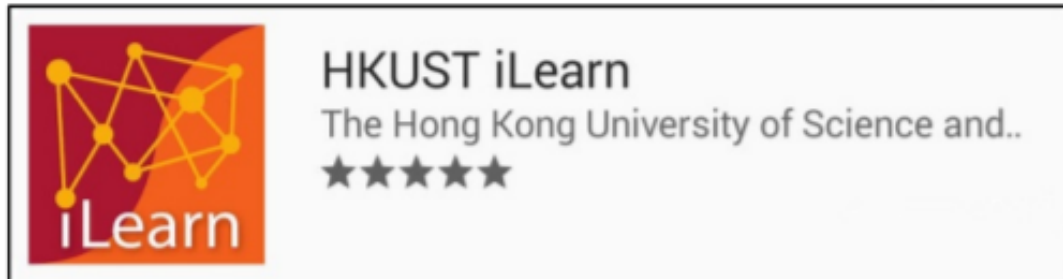 iLearn
HKUST iLearn
The Hong Kong University of Science and..